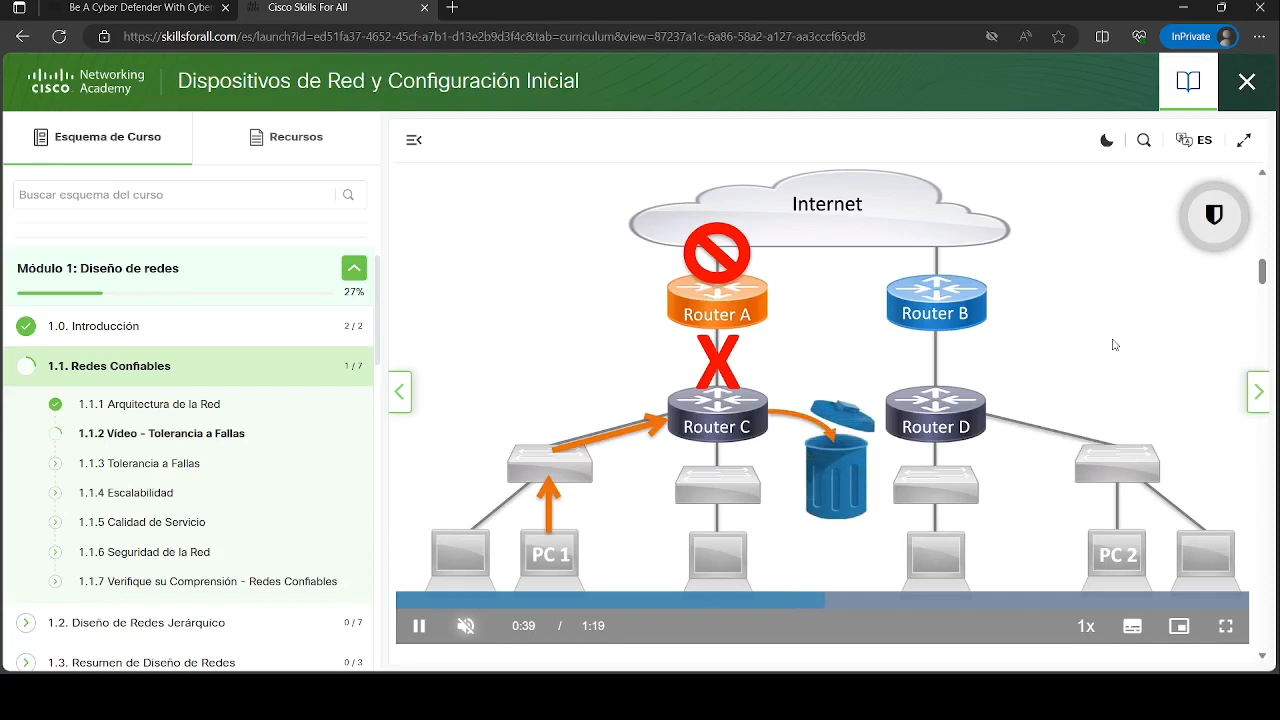 Be A Cyber Defender With Cyber
Cisco Skills For All
https://skillsforall.com/es/launch?id=ed51fa37-4652-45cf-a7b1-d13e2b9d3f4c8&tab=curriculum&view=87237a1c-6a86-58a2-a127-aa3cccf65cd8
InPrivate
Networking
CISCO Academy
Dispositivos de Red y Configuración Inicial
Esquema de Curso
Recursos
ES
Buscar esquema del curso
Módulo 1: Diseño de redes
27%
1.0. Introducción
2 / 2
1.1. Redes Confiables
1 / 7
1.1.1 Arquitectura de la Red
1.1.2 Video - Tolerancia a Fallas
1.1.3 Tolerancia a Fallas
1.1.4 Escalabilidad
1.1.5 Calidad de Servicio
1.1.6 Seguridad de la Red
1.1.7 Verifique su Comprensión - Redes Confiables
1.2. Diseño de Redes Jerárquico
0 / 7
1.3. Resumen de Diseño de Redes
0 / 3
Internet
Router A
Router B
X
Router C
Router D
PC 1
PC 2
0:39 / 1:19
1x